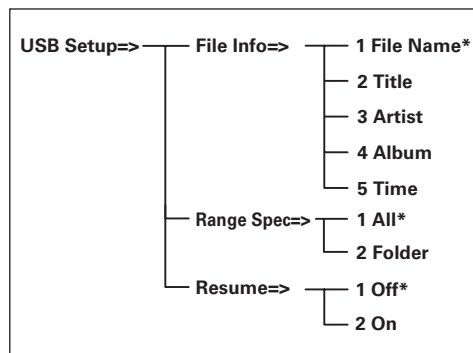 USB Setup=> File Info=> 1 File Name*
2 Title
3 Artist
4 Album
5 Time
Range Spec=> 1 All*
2 Folder
Resume=> 1 Off*
2 On